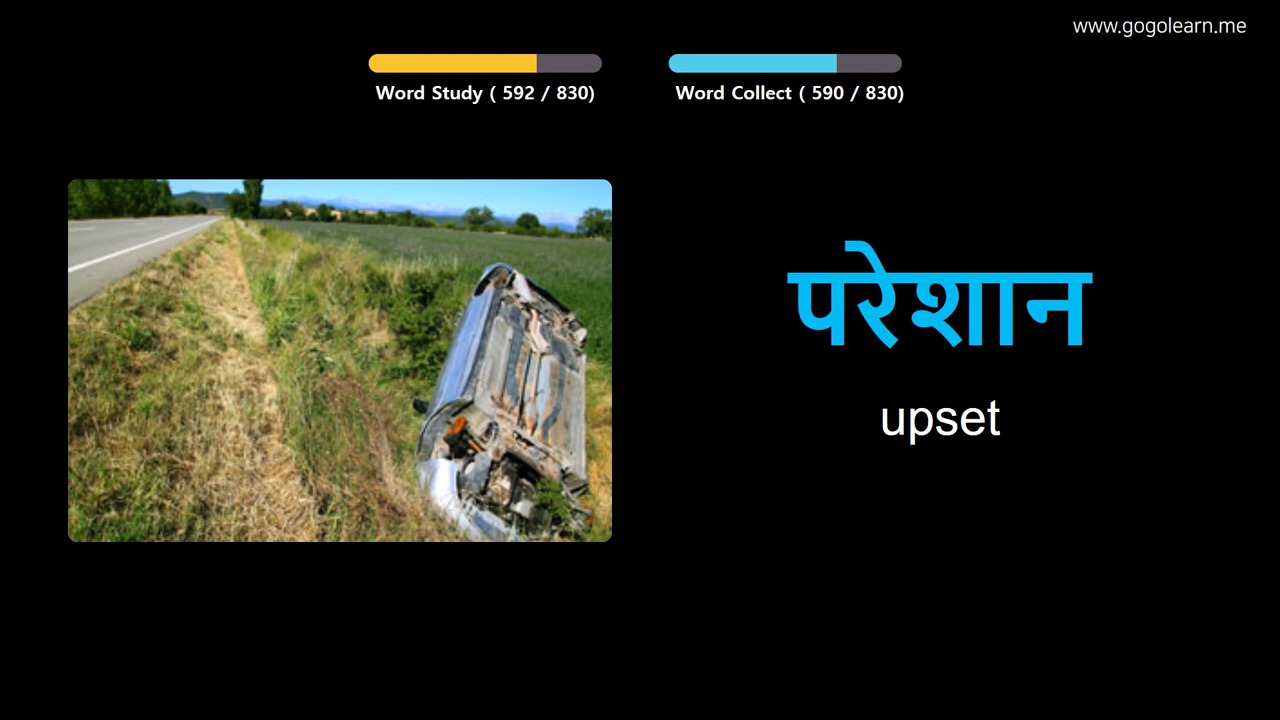 www.gogolearn.me
Word Study ( 592 / 830)
Word Collect ( 590 / 830)
परेशान
upset